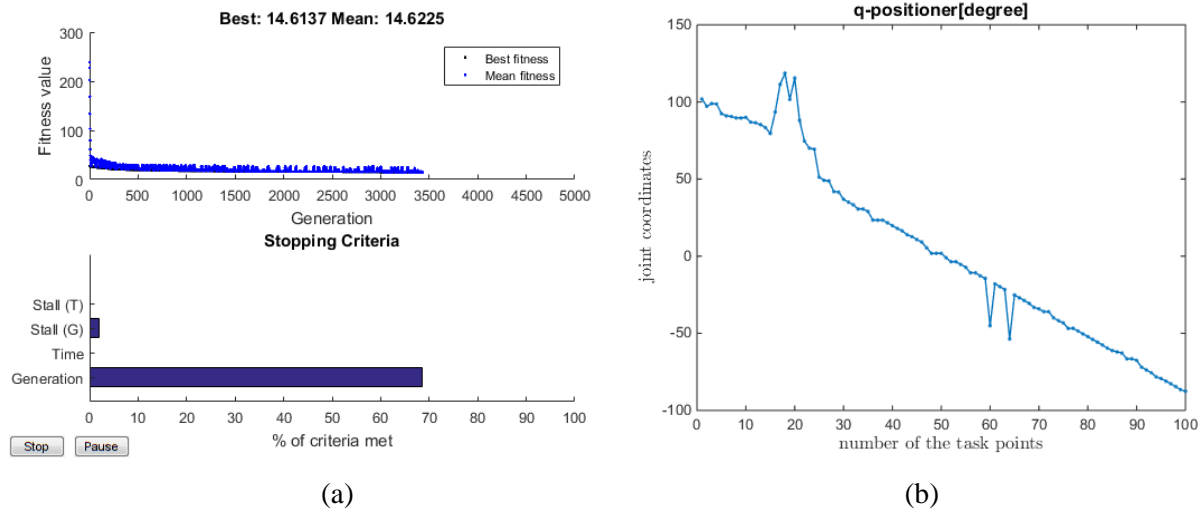 Best: 14.6137 Mean: 14.6225
300
200
100
0
Fitness value
Best fitness
Mean fitness
0 500 1000 1500 2000 2500 3000 3500 4000 4500 5000
Generation
Stopping Criteria
Stall (T)
Stall (G)
Time
Generation
0 10 20 30 40 50 60 70 80 90 100
% of criteria met
Stop Pause
(a)
q-positioner[degree]
150
100
50
0
-50
-100
joint coordinates
0 10 20 30 40 50 60 70 80 90 100
number of the task points
(b)